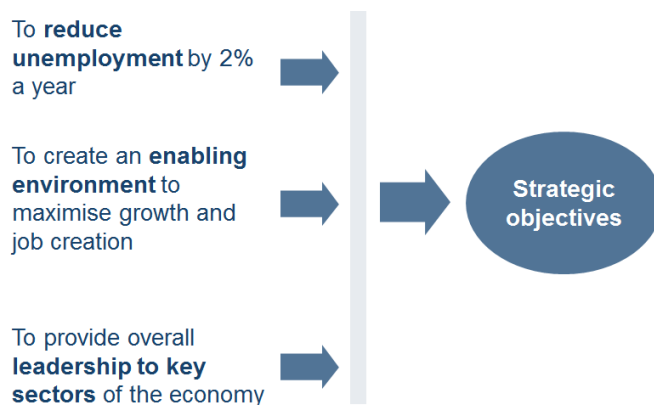 To reduce
unemployment by 2%
a year
To create an enabling
environment to
maximise growth and
job creation
To provide overall
leadership to key
sectors of the economy
Strategic
objectives